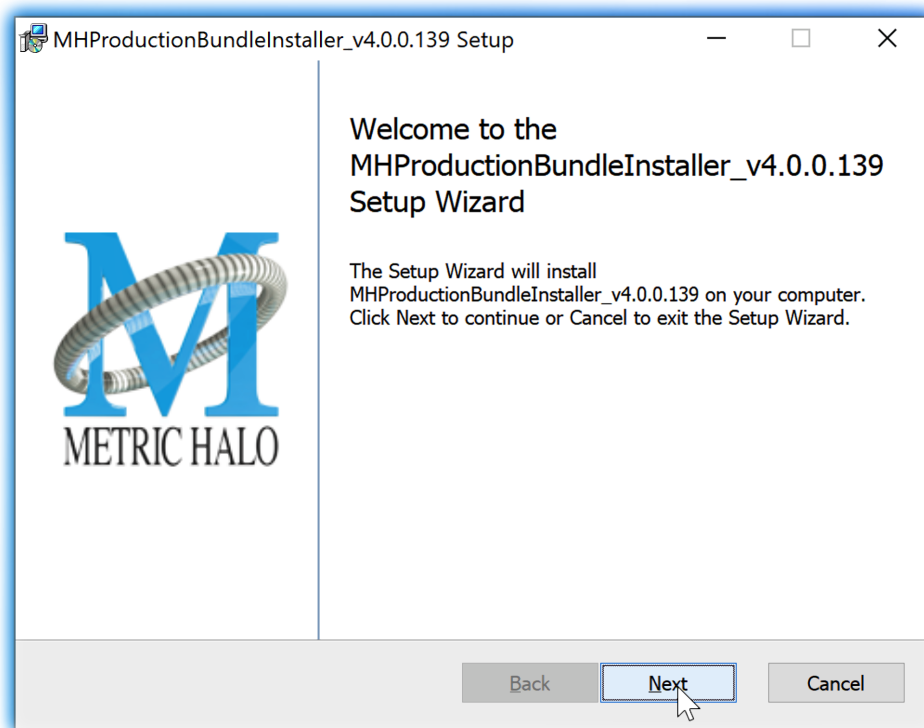 MHProductionBundleInstaller_v4.0.0.139 Setup
Welcome to the
MHProductionBundleInstaller_v4.0.0.139
Setup Wizard
The Setup Wizard will install
MHProductionBundleInstaller_v4.0.0.139 on your computer.
Click Next to continue or Cancel to exit the Setup Wizard.
M
METRIC HALO
Back
Next
Cancel